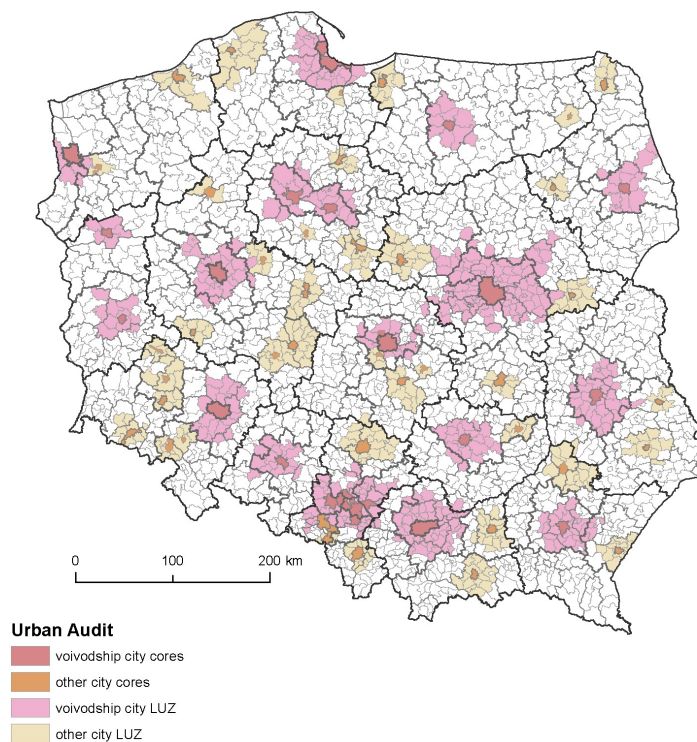 0 100 200 km
Urban Audit
voivodship city cores
other city cores
voivodship city LUZ
other city LUZ